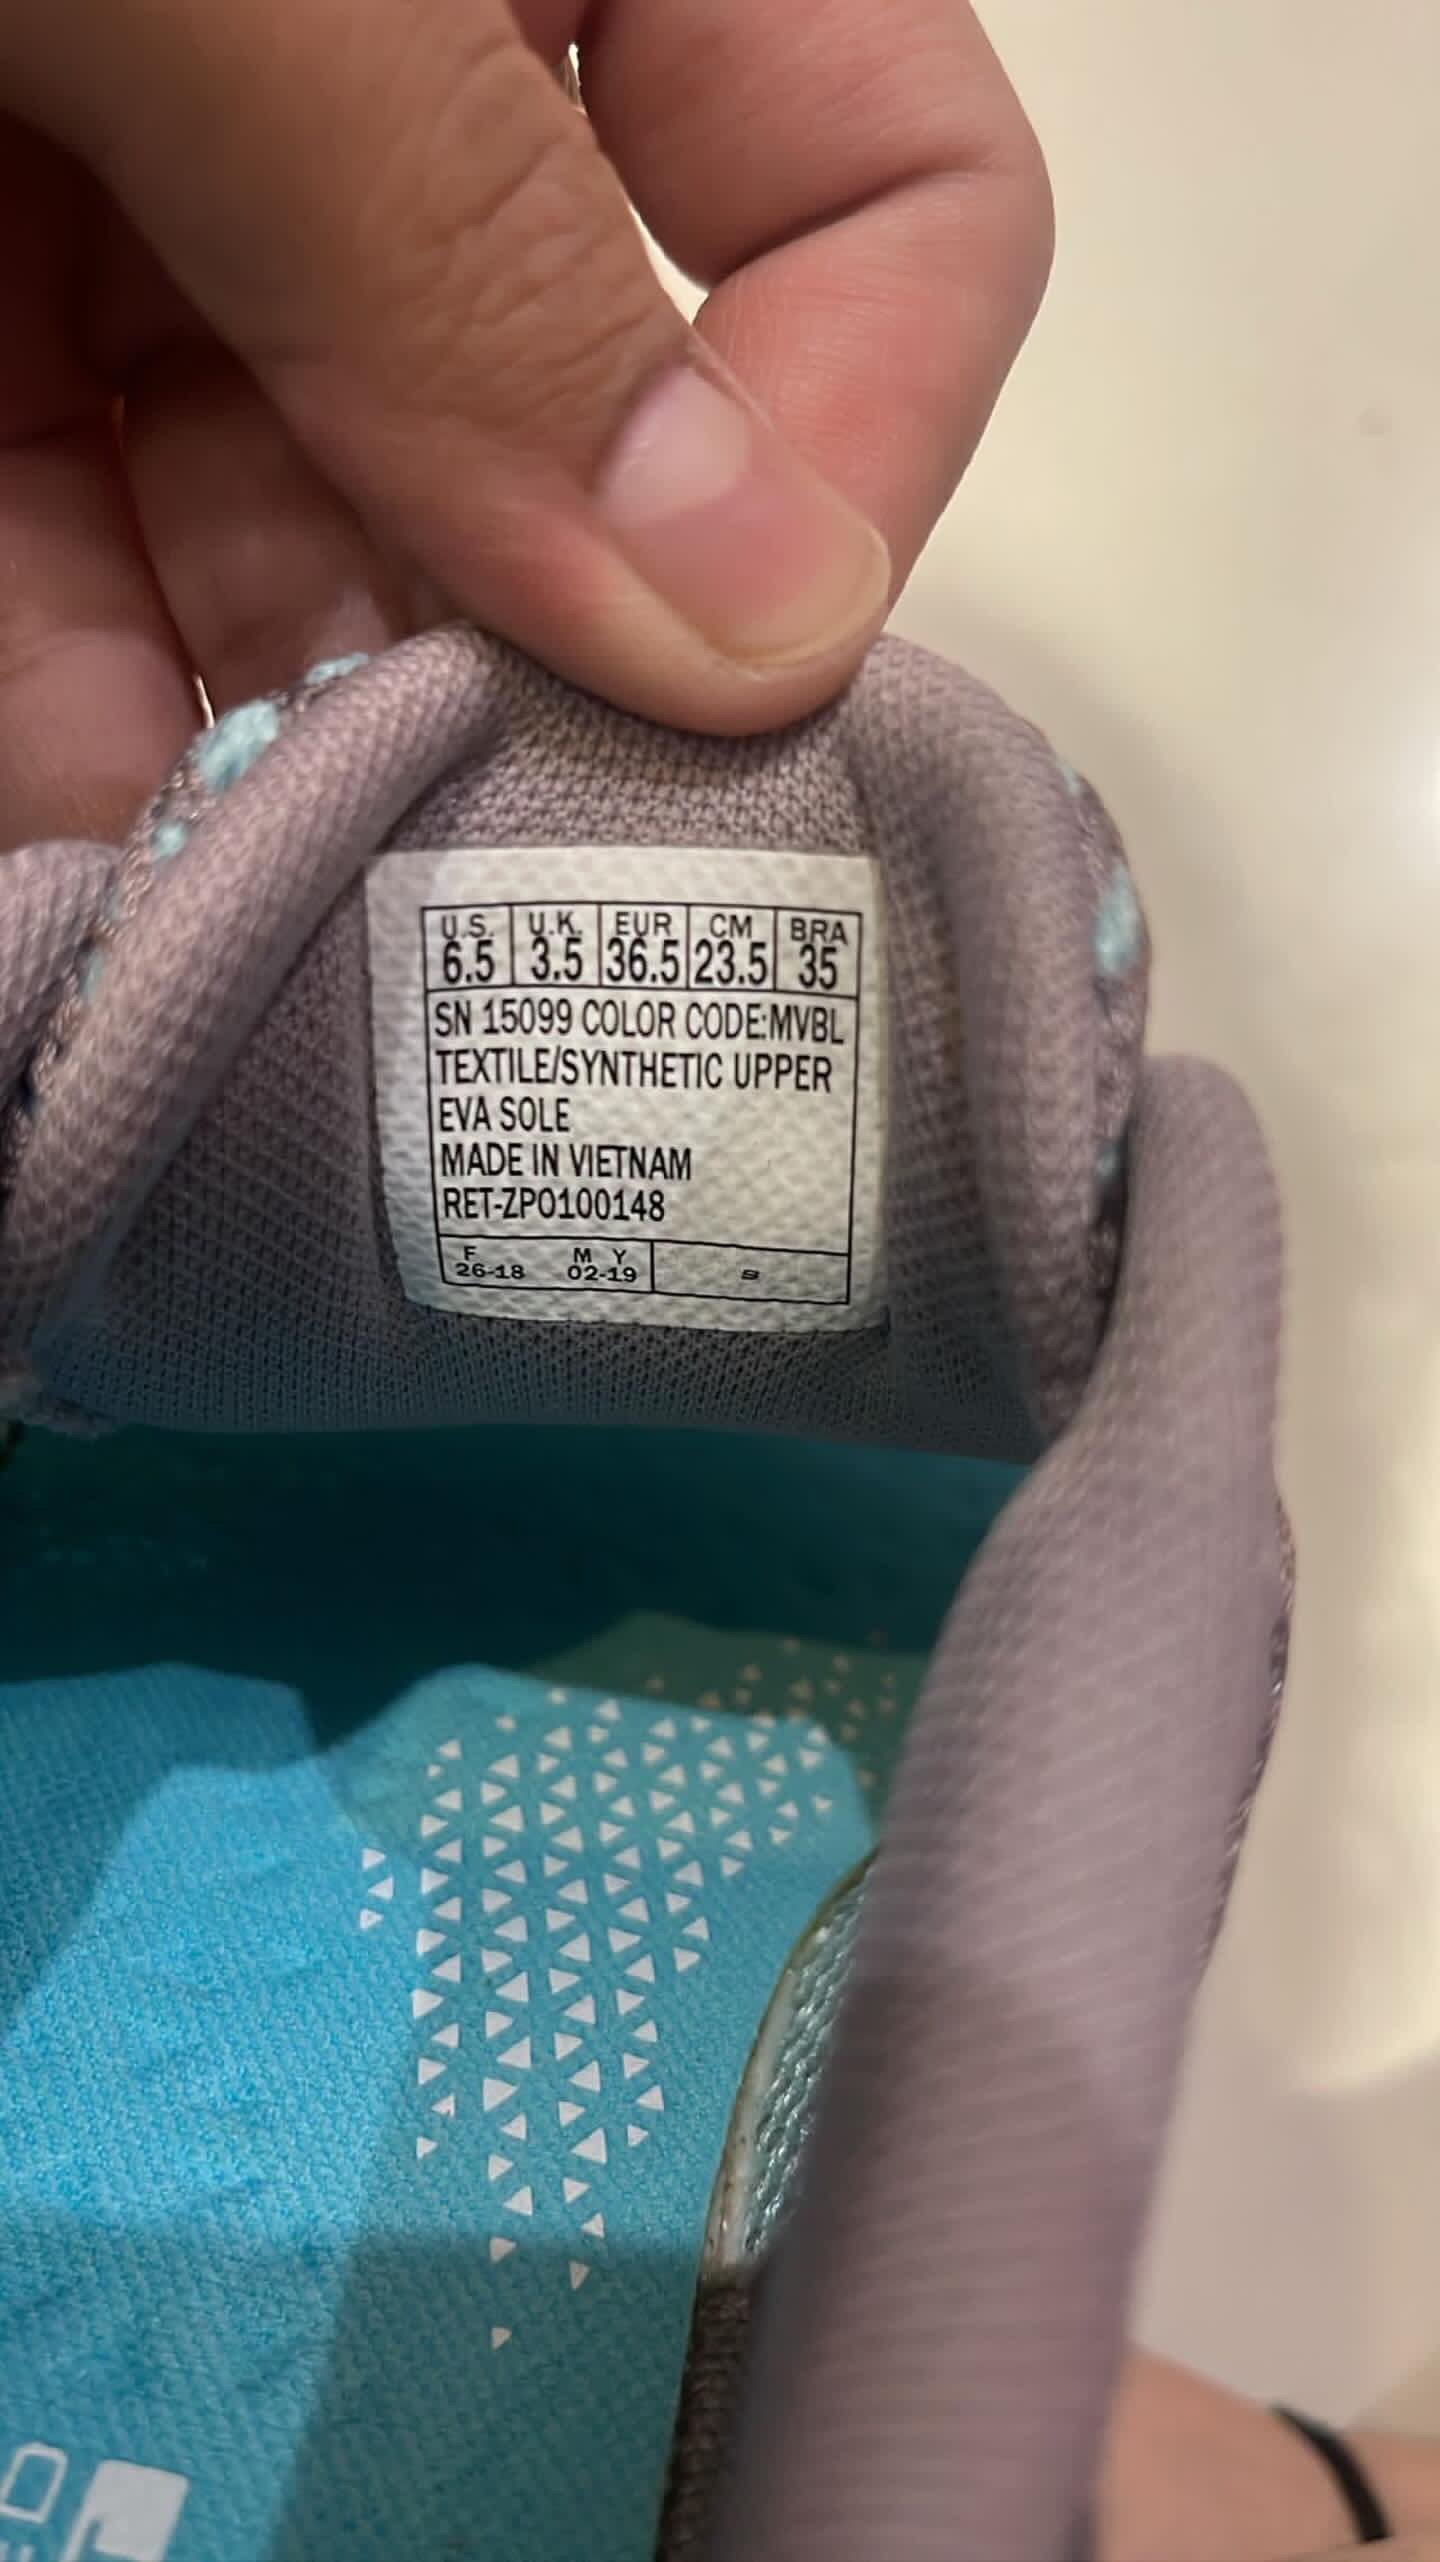 U.S. U.K. EUR CM BRA
6.5 3.5 36.5 23.5 35
SN 15099 COLOR CODE:MVBL
TEXTILE/SYNTHETIC UPPER
EVA SOLE
MADE IN VIETNAM
RET-ZPO100148
F M Y
26-18 02-19 S